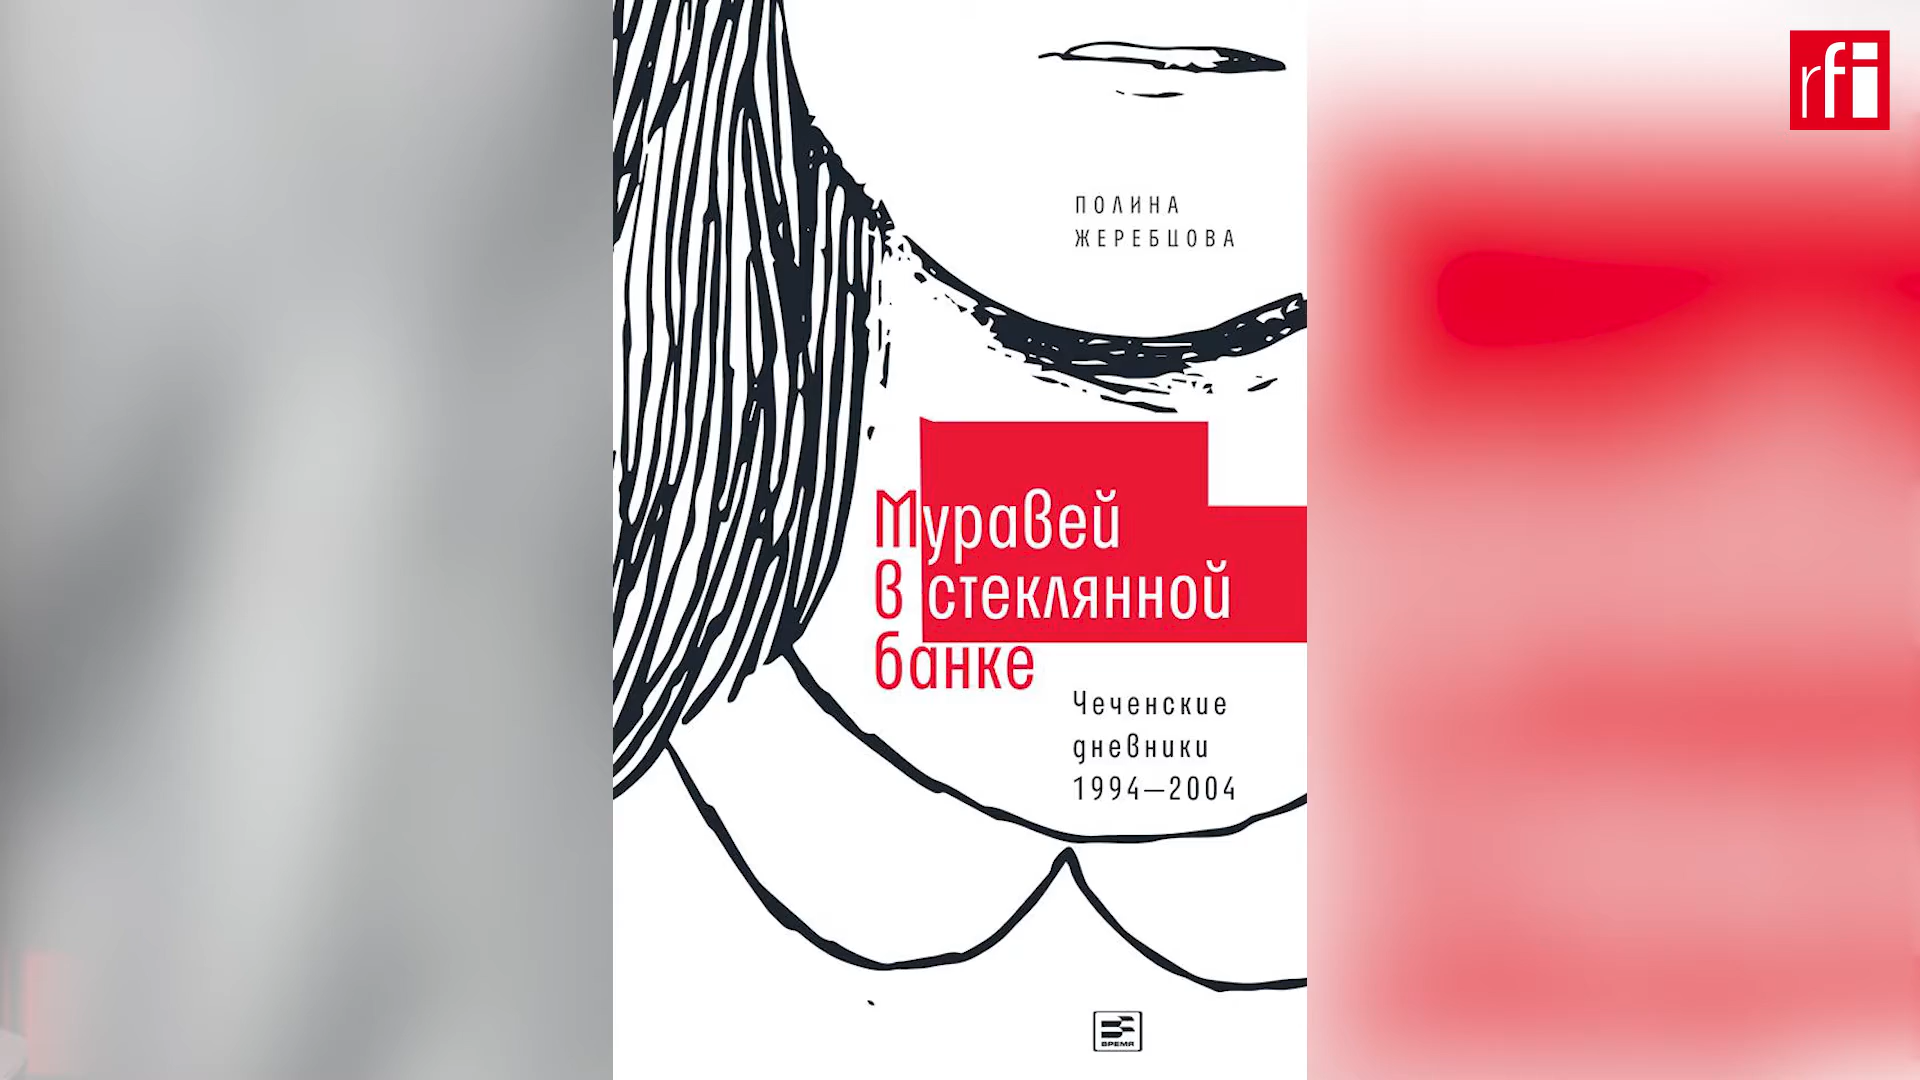 rfi
ПОЛИНА
ЖЕРЕБЦОВА
Муравей
в стеклянной
банке
Чеченские
дневники
1994—2004
ВРЕМЯ